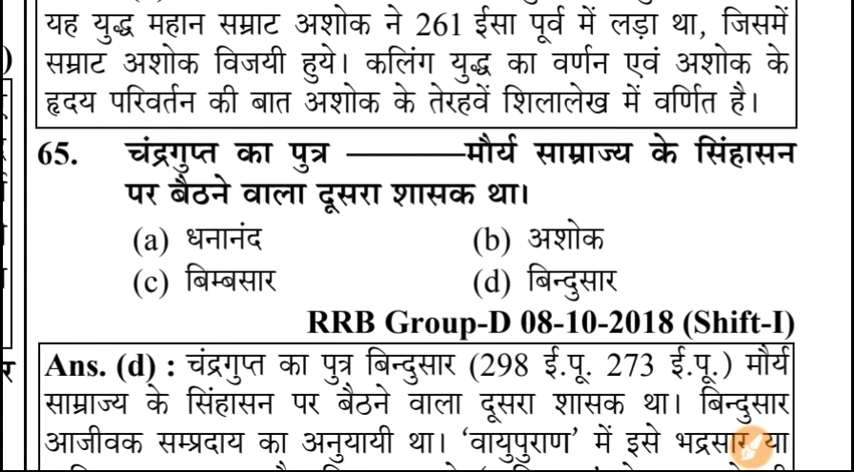 यह युद्ध महान सम्राट अशोक ने 261 ईसा पूर्व में लड़ा था, जिसमें
सम्राट अशोक विजयी हुये। कलिंग युद्ध का वर्णन एवं अशोक के
हृदय परिवर्तन की बात अशोक के तेरहवें शिलालेख में वर्णित है।
65. चंद्रगुप्त का पुत्र ————मौर्य साम्राज्य के सिंहासन
पर बैठने वाला दूसरा शासक था।
(a) धनानंद (b) अशोक
(c) बिम्बसार (d) बिन्दुसार
RRB Group-D 08-10-2018 (Shift-I)
Ans. (d) : चंद्रगुप्त का पुत्र बिन्दुसार (298 ई.पू. 273 ई.पू.) मौर्य
साम्राज्य के सिंहासन पर बैठने वाला दूसरा शासक था। बिन्दुसार
आजीवक सम्प्रदाय का अनुयायी था। ‘वायुपुराण’ में इसे भद्रसार या